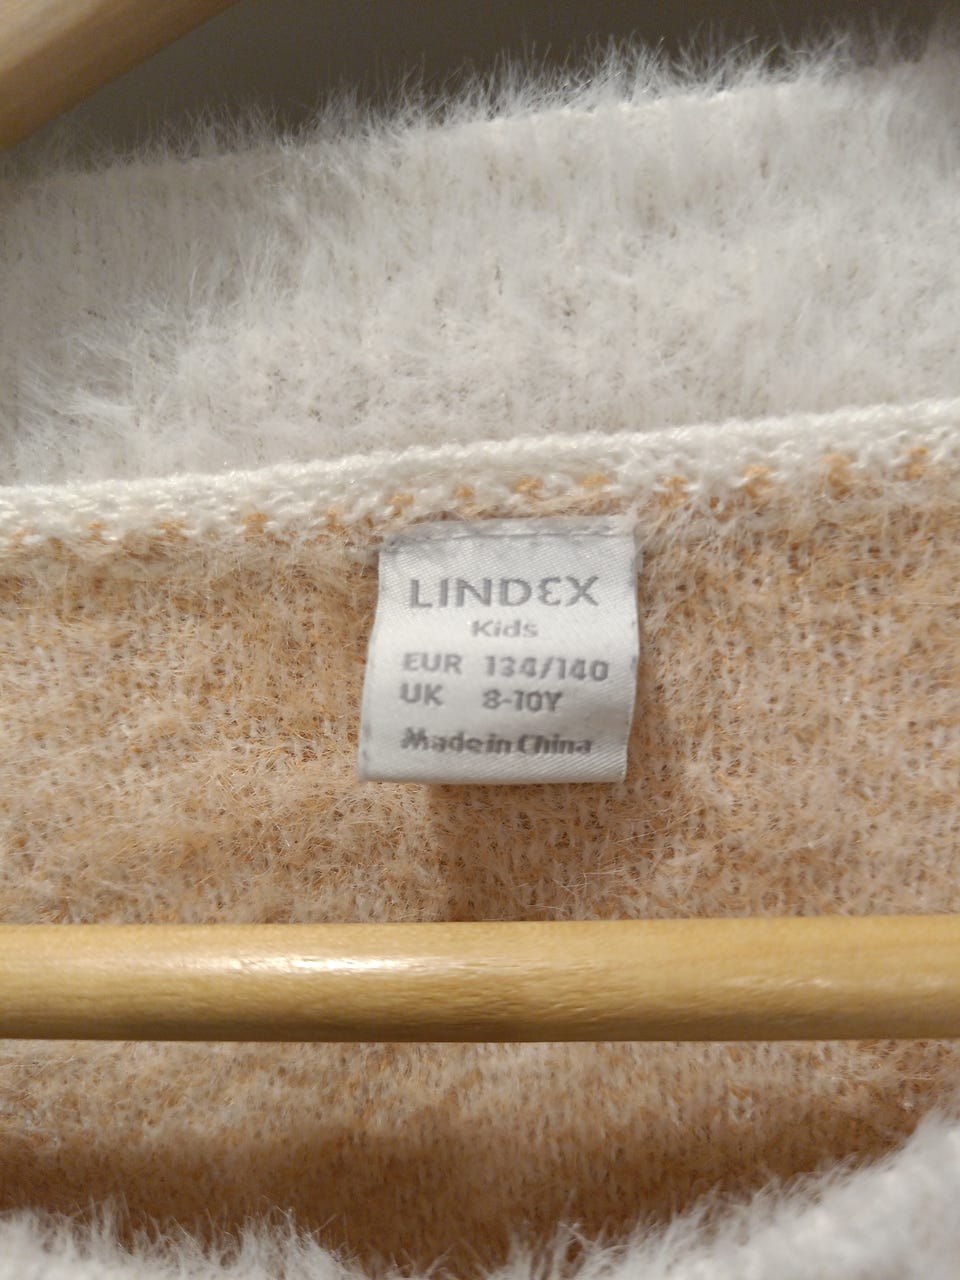 LINDEX
Kids
EUR 134/140
UK 8-10Y
Made in China